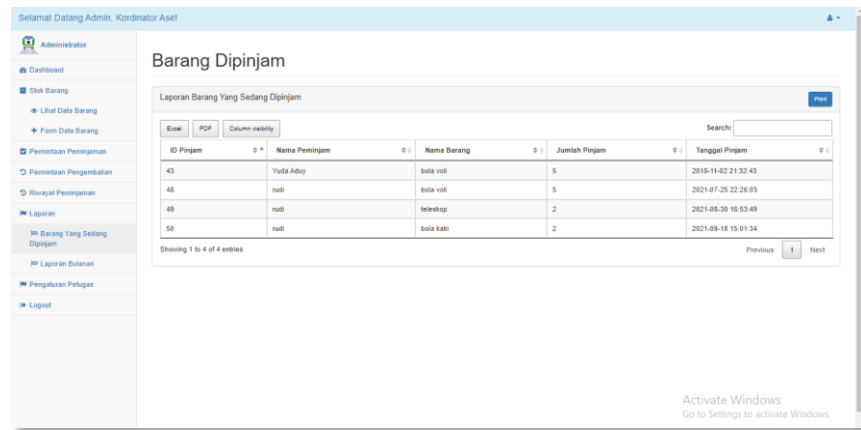 Selamat Datang Admin, Kordinator Aset
Administrator
Dashboard
Stok Barang
Lihat Data Barang
Form Data Barang
Permintaan Peminjaman
Permintaan Pengembalian
Riwayat Peminjaman
Laporan
Barang Yang Sedang
Dipinjam
Laporan Bulanan
Pengaturan Petugas
Logout
Barang Dipinjam
Laporan Barang Yang Sedang Dipinjam
Print
Excel PDF Column visibility
Search:
ID Pinjam Nama Peminjam Nama Barang Jumlah Pinjam Tanggal Pinjam
43 Yuda Aduy bola voli 5 2018-11-02 21:32:43
48 rudi bola voli 5 2021-07-25 22:26:03
49 rudi teleskop 2 2021-08-30 16:53:49
50 rudi bola kaki 2 2021-09-18 15:01:34
Showing 1 to 4 of 4 entries
Previous 1 Next
Activate Windows
Go to Settings to activate Windows.